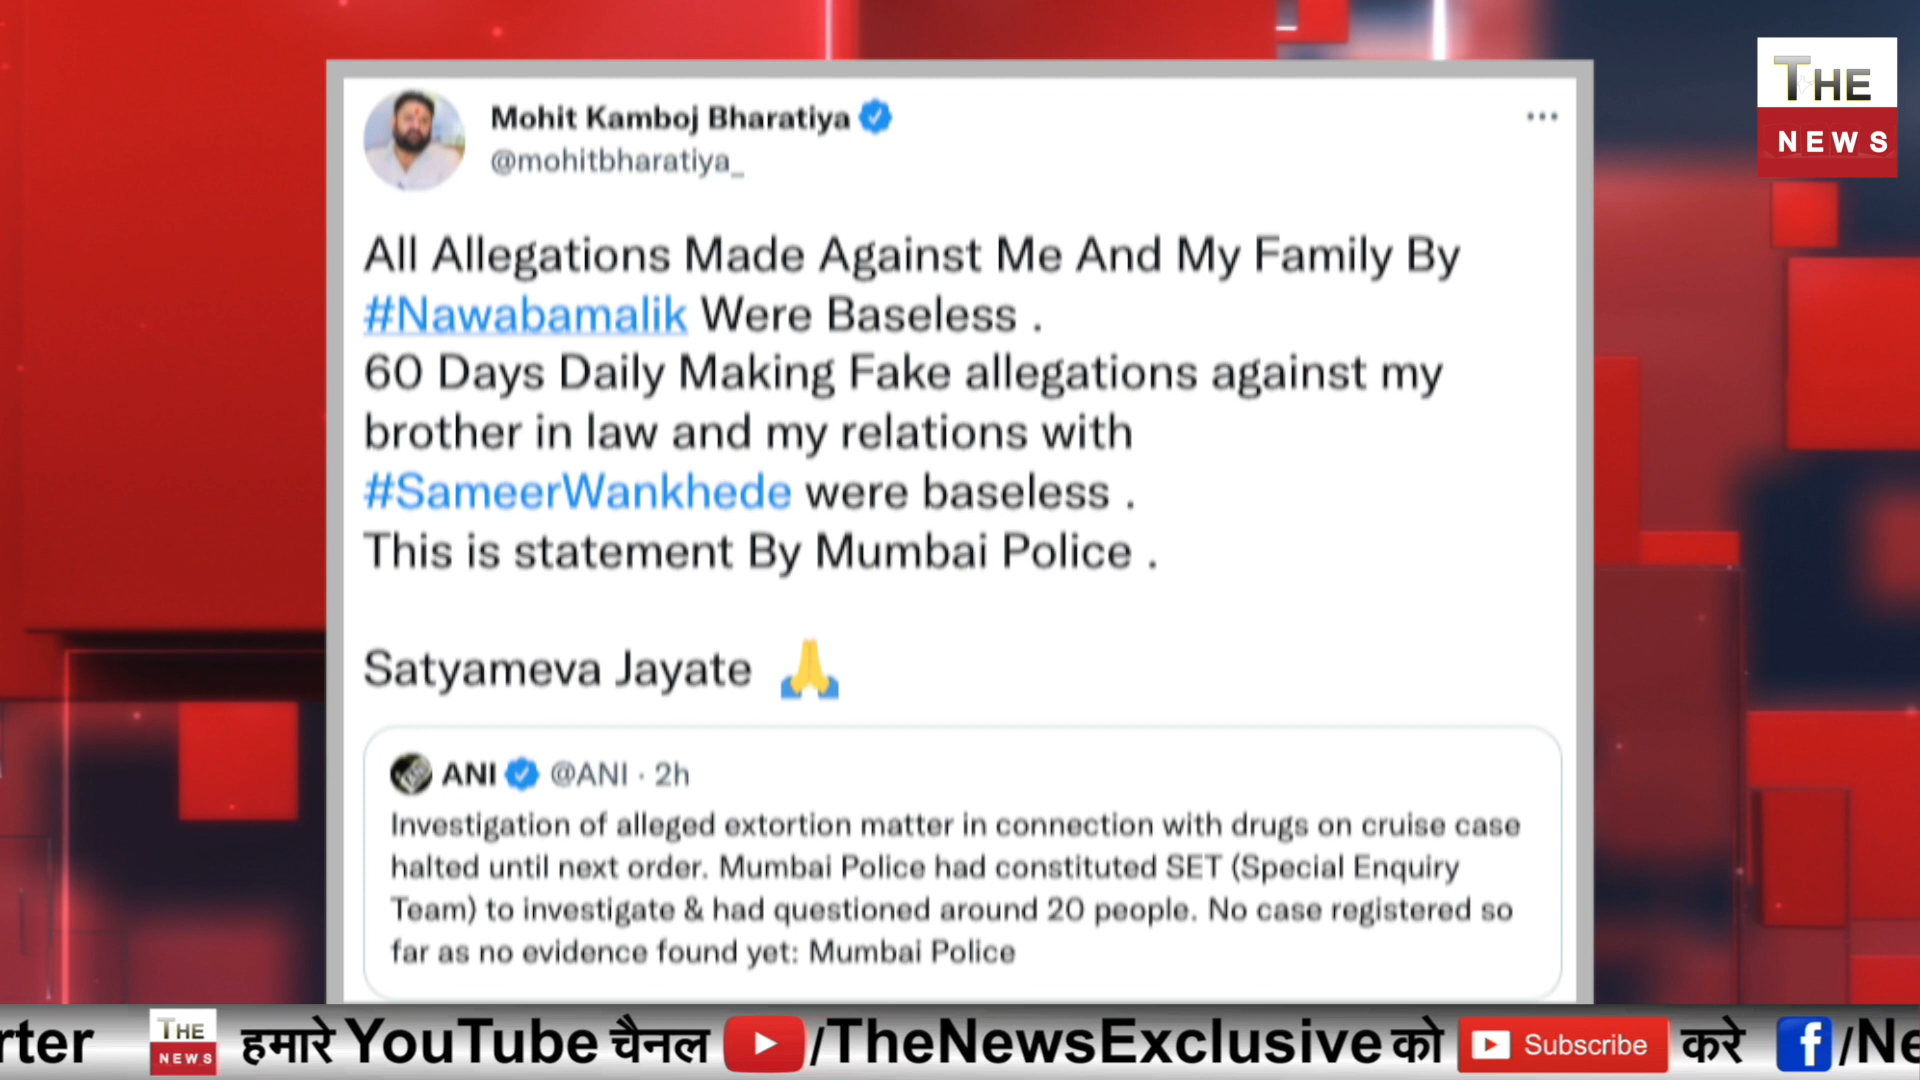 THE
NEWS
Mohit Kamboj Bharatiya
@mohitbharatiya_
All Allegations Made Against Me And My Family By
#Nawabamalik Were Baseless .
60 Days Daily Making Fake allegations against my
brother in law and my relations with
#SameerWankhede were baseless .
This is statement By Mumbai Police .
Satyameva Jayate 🙏
ANI @ANI · 2h
Investigation of alleged extortion matter in connection with drugs on cruise case
halted until next order. Mumbai Police had constituted SET (Special Enquiry
Team) to investigate & had questioned around 20 people. No case registered so
far as no evidence found yet: Mumbai Police
rter THE NEWS हमारे YouTube चैनल /TheNewsExclusive को Subscribe करे f/Ne